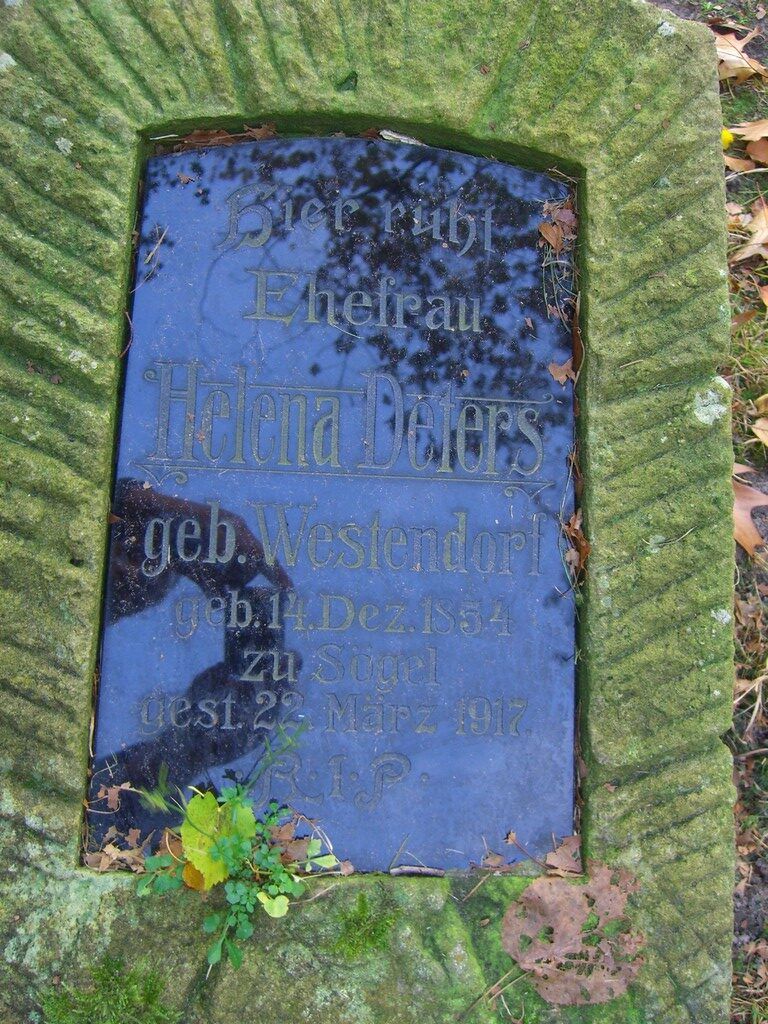 Hier ruht
Ehefrau
Helena Deters
geb. Westendorf
geb. 14. Dez. 1854
zu Sögel
gest. 22. März 1917.
R. I. P.